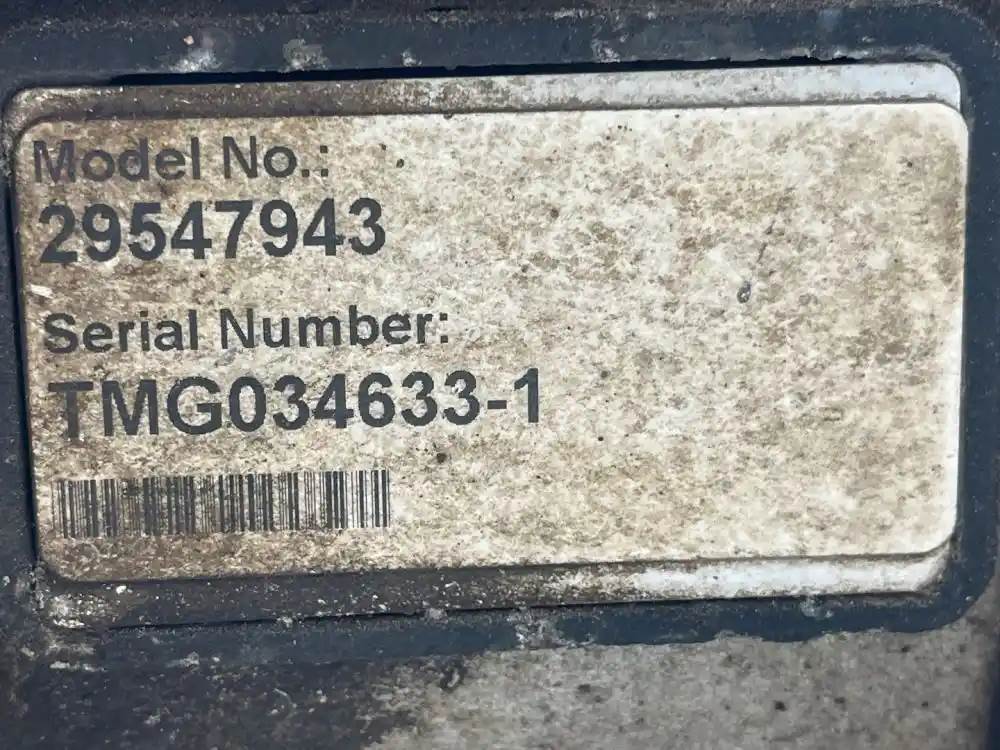 Model No.:
29547943
Serial Number:
TMG034633-1